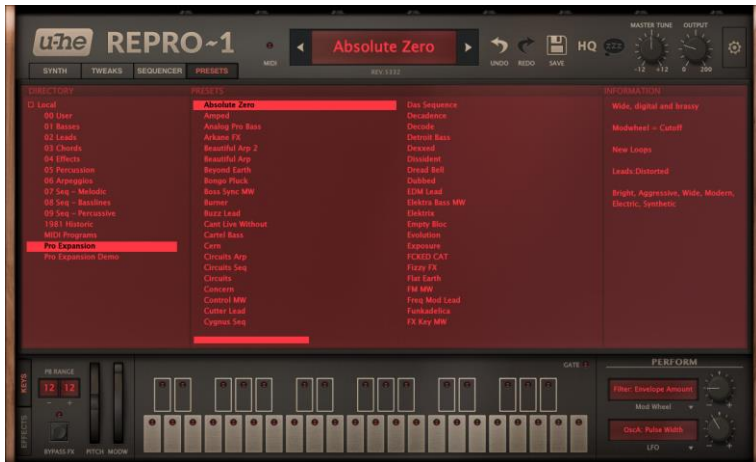 u-he REPRO~1
MIDI
Absolute Zero
REV:5332
UNDO REDO SAVE
HQ
zzz
MASTER TUNE OUTPUT
-12 +12 0 200
SYNTH TWEAKS SEQUENCER PRESETS
DIRECTORY
Local
00 User
01 Basses
02 Leads
03 Chords
04 Effects
05 Percussion
06 Arpeggios
07 Seq - Melodic
08 Seq - Basslines
09 Seq - Percussive
1981 Historic
MIDI Programs
Pro Expansion
Pro Expansion Demo
PRESETS
Absolute Zero
Amped
Analog Pro Bass
Arkane FX
Beautiful Arp 2
Beautiful Arp
Beyond Earth
Bongo Pluck
Boss Sync MW
Burner
Buzz Lead
Cant Live Without
Cartel Bass
Cern
Circuits Arp
Circuits Seq
Circuits
Concern
Control MW
Cutter Lead
Cygnus Seq
Das Sequence
Decadence
Decode
Detroit Bass
Dexxed
Dissident
Dread Bell
Dubbed
EDM Lead
Elektra Bass MW
Elektrix
Empty Bloc
Evolution
Exposure
FCKED CAT
Fizzy FX
Flat Earth
FM MW
Freq Mod Lead
Funkadelica
FX Key MW
INFORMATION
Wide, digital and brassy
Modwheel = Cutoff
New Loops
Leads:Distorted
Bright, Aggressive, Wide, Modern,
Electric, Synthetic
KEYS
EFFECTS
PB RANGE
12 12
- +
BYPASS FX PITCH MODW
GATE
PERFORM
Filter: Envelope Amount
Mod Wheel
- +
OscA: Pulse Width
LFO
- +